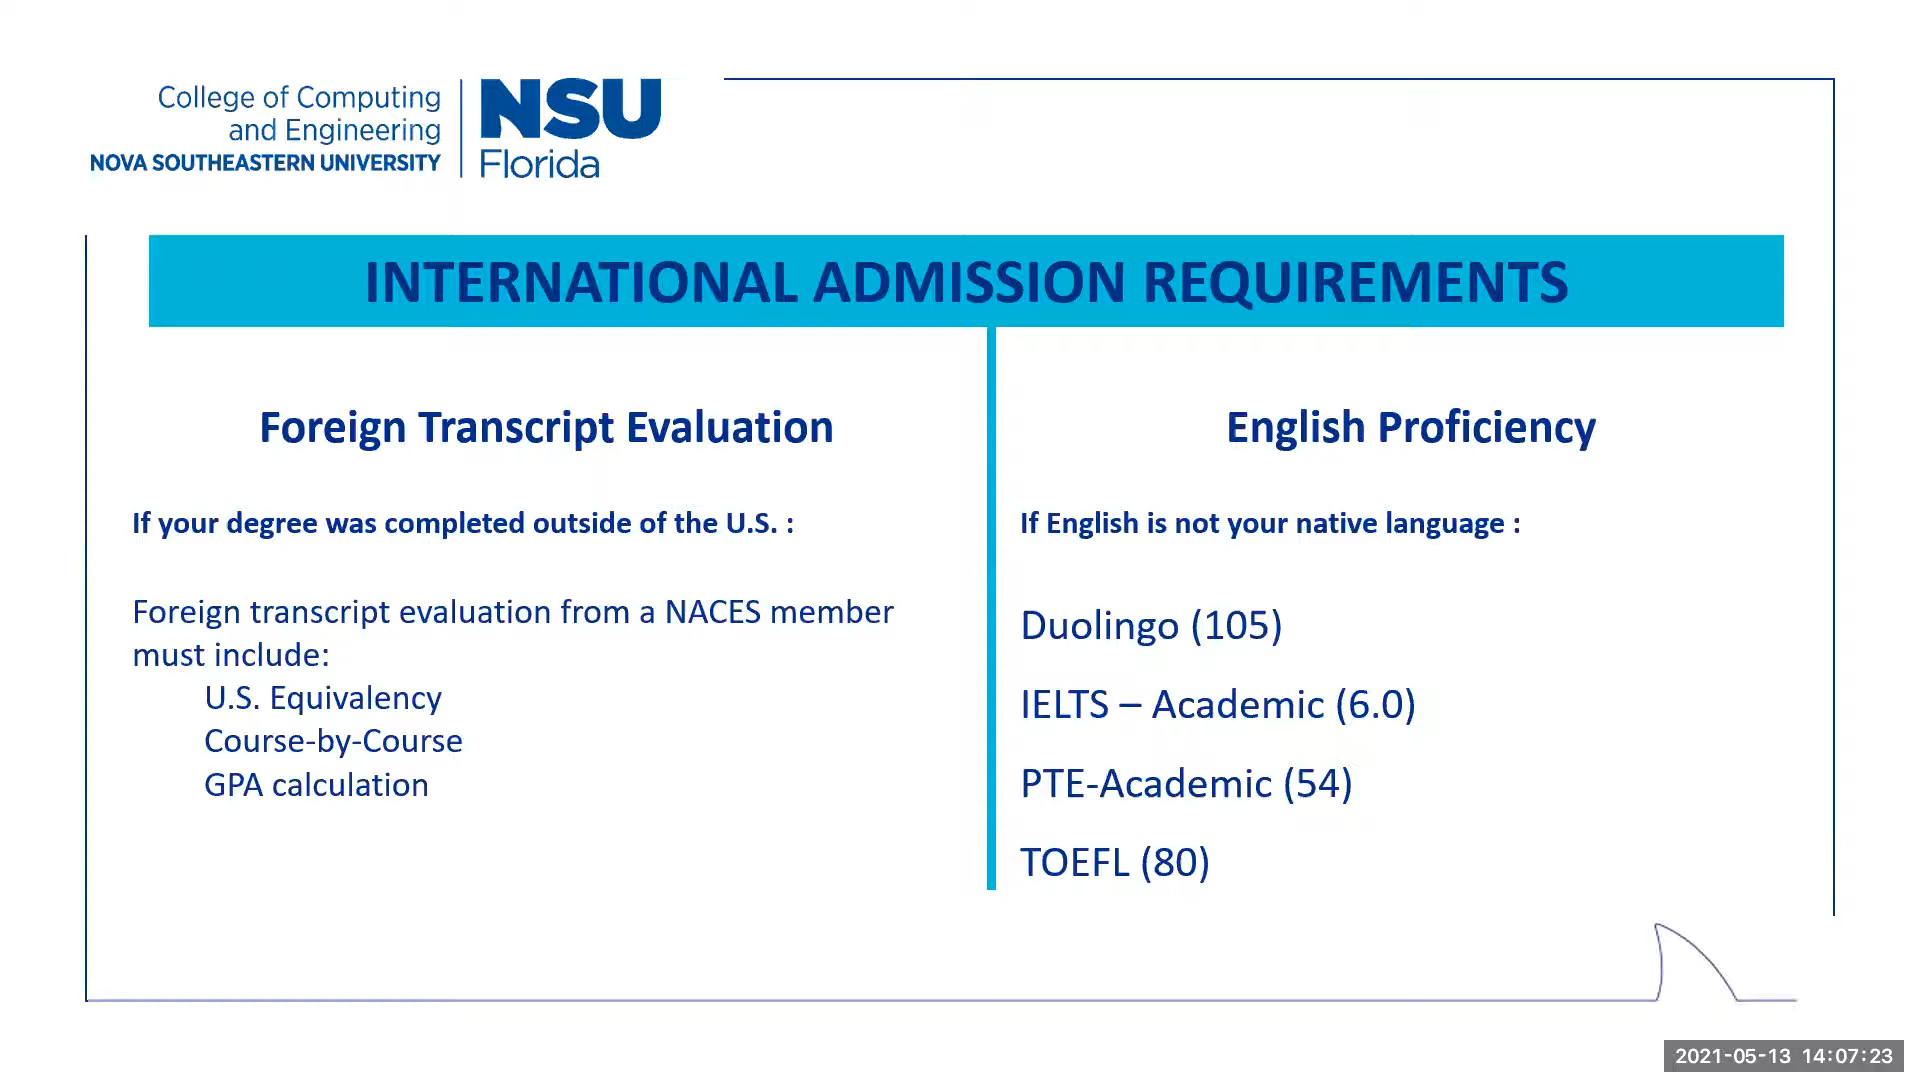 College of Computing
and Engineering
NOVA SOUTHEASTERN UNIVERSITY
NSU
Florida
INTERNATIONAL ADMISSION REQUIREMENTS
Foreign Transcript Evaluation
If your degree was completed outside of the U.S. :
Foreign transcript evaluation from a NACES member
must include:
U.S. Equivalency
Course-by-Course
GPA calculation
English Proficiency
If English is not your native language :
Duolingo (105)
IELTS – Academic (6.0)
PTE-Academic (54)
TOEFL (80)
2021-05-13 14:07:23